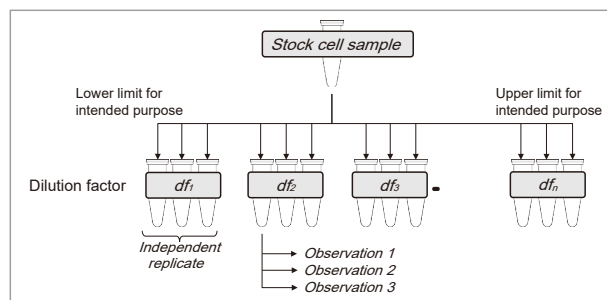 Stock cell sample
Lower limit for
intended purpose
Upper limit for
intended purpose
Dilution factor
df1
df2
df3
-
dfn
Independent
replicate
Observation 1
Observation 2
Observation 3